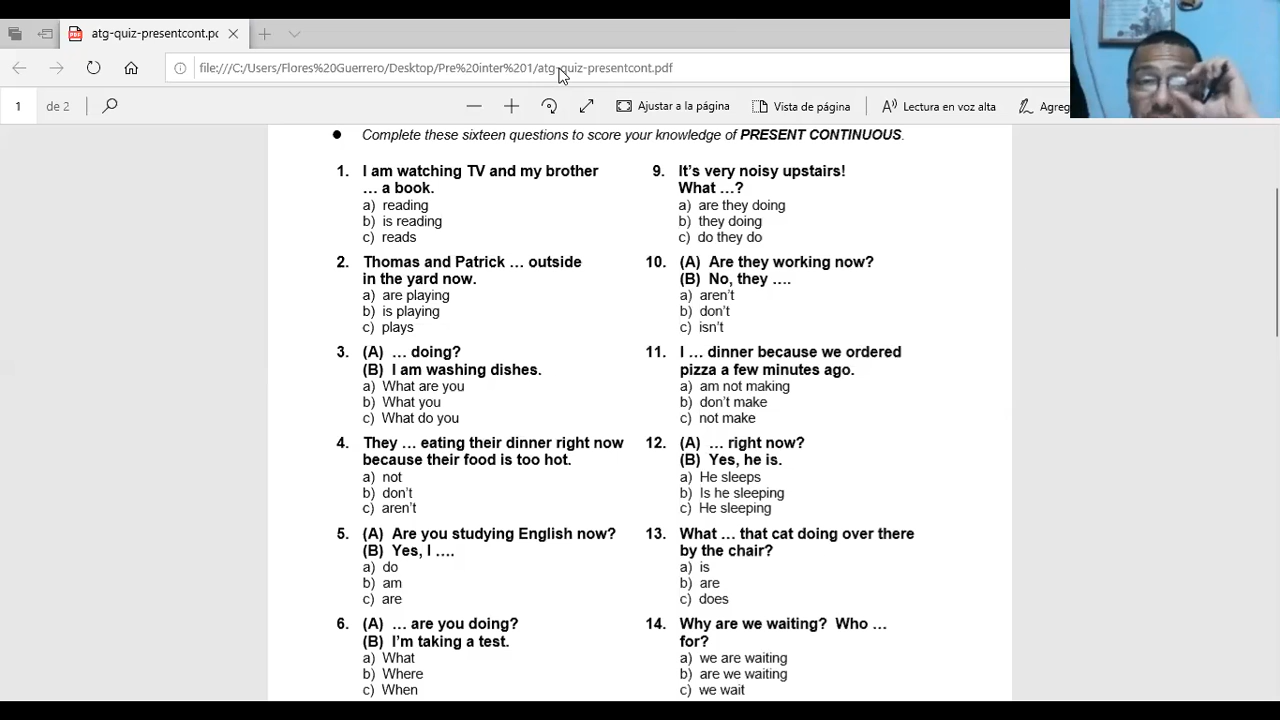 atg-quiz-presentcont.pc
file:///C:/Users/Flores%20Guerrero/Desktop/Pre%20inter%201/atg-quiz-presentcont.pdf
1 de 2
Ajustar a la página
Vista de página
Lectura en voz alta
Agreg
● Complete these sixteen questions to score your knowledge of PRESENT CONTINUOUS.
1. I am watching TV and my brother
… a book.
a) reading
b) is reading
c) reads
2. Thomas and Patrick … outside
in the yard now.
a) are playing
b) is playing
c) plays
3. (A) … doing?
(B) I am washing dishes.
a) What are you
b) What you
c) What do you
4. They … eating their dinner right now
because their food is too hot.
a) not
b) don't
c) aren't
5. (A) Are you studying English now?
(B) Yes, I ….
a) do
b) am
c) are
6. (A) … are you doing?
(B) I'm taking a test.
a) What
b) Where
c) When
9. It's very noisy upstairs!
What …?
a) are they doing
b) they doing
c) do they do
10. (A) Are they working now?
(B) No, they ….
a) aren't
b) don't
c) isn't
11. I … dinner because we ordered
pizza a few minutes ago.
a) am not making
b) don't make
c) not make
12. (A) … right now?
(B) Yes, he is.
a) He sleeps
b) Is he sleeping
c) He sleeping
13. What … that cat doing over there
by the chair?
a) is
b) are
c) does
14. Why are we waiting? Who …
for?
a) we are waiting
b) are we waiting
c) we wait